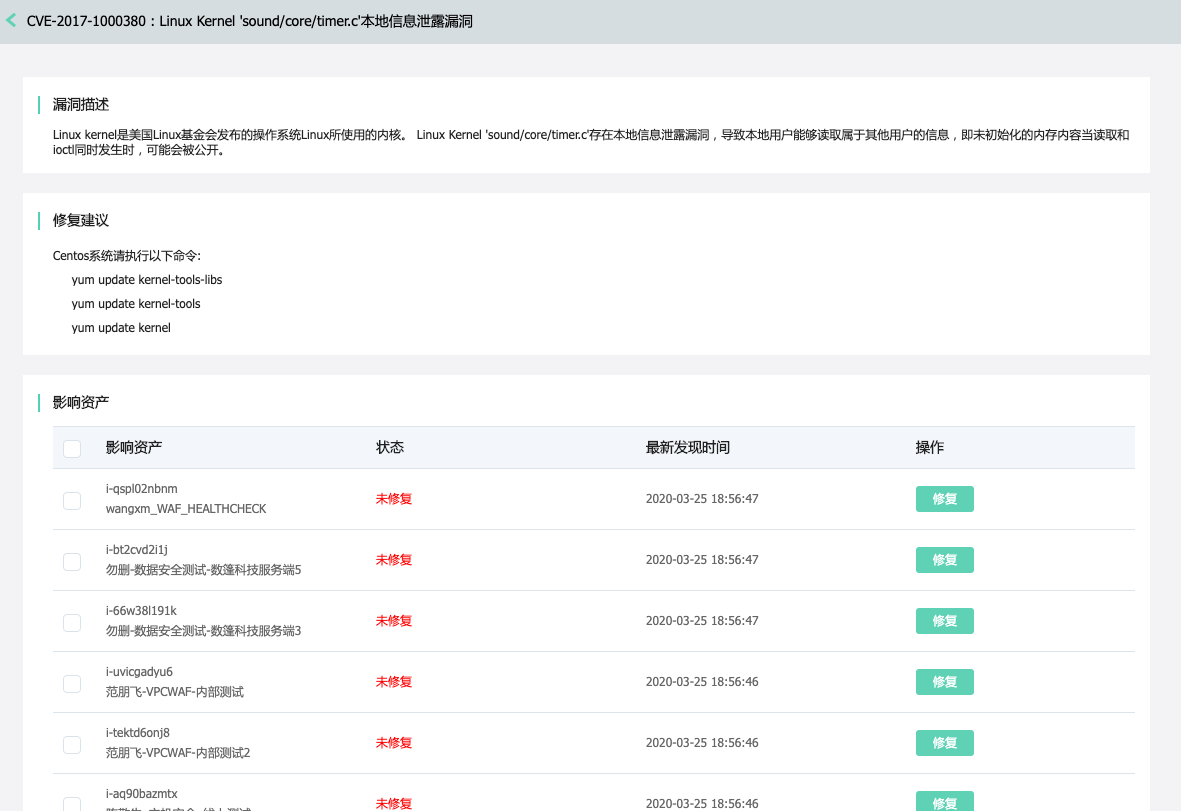 CVE-2017-1000380：Linux Kernel 'sound/core/timer.c'本地信息泄露漏洞
漏洞描述
Linux kernel是美国Linux基金会发布的操作系统Linux所使用的内核。 Linux Kernel 'sound/core/timer.c'存在本地信息泄露漏洞，导致本地用户能够读取属于其他用户的信息，即未初始化的内存内容当读取和
ioctl同时发生时，可能会被公开。
修复建议
Centos系统请执行以下命令:
yum update kernel-tools-libs
yum update kernel-tools
yum update kernel
影响资产
影响资产 状态 最新发现时间 操作
i-qspl02nbnm
wangxm_WAF_HEALTHCHECK
未修复 2020-03-25 18:56:47 修复
i-bt2cvd2i1j
勿删-数据安全测试-数篷科技服务端5
未修复 2020-03-25 18:56:47 修复
i-66w38l191k
勿删-数据安全测试-数篷科技服务端3
未修复 2020-03-25 18:56:47 修复
i-uvicgadyu6
范朋飞-VPCWAF-内部测试
未修复 2020-03-25 18:56:46 修复
i-tektd6onj8
范朋飞-VPCWAF-内部测试2
未修复 2020-03-25 18:56:46 修复
i-aq90bazmtx
未修复 2020-03-25 18:56:46 修复